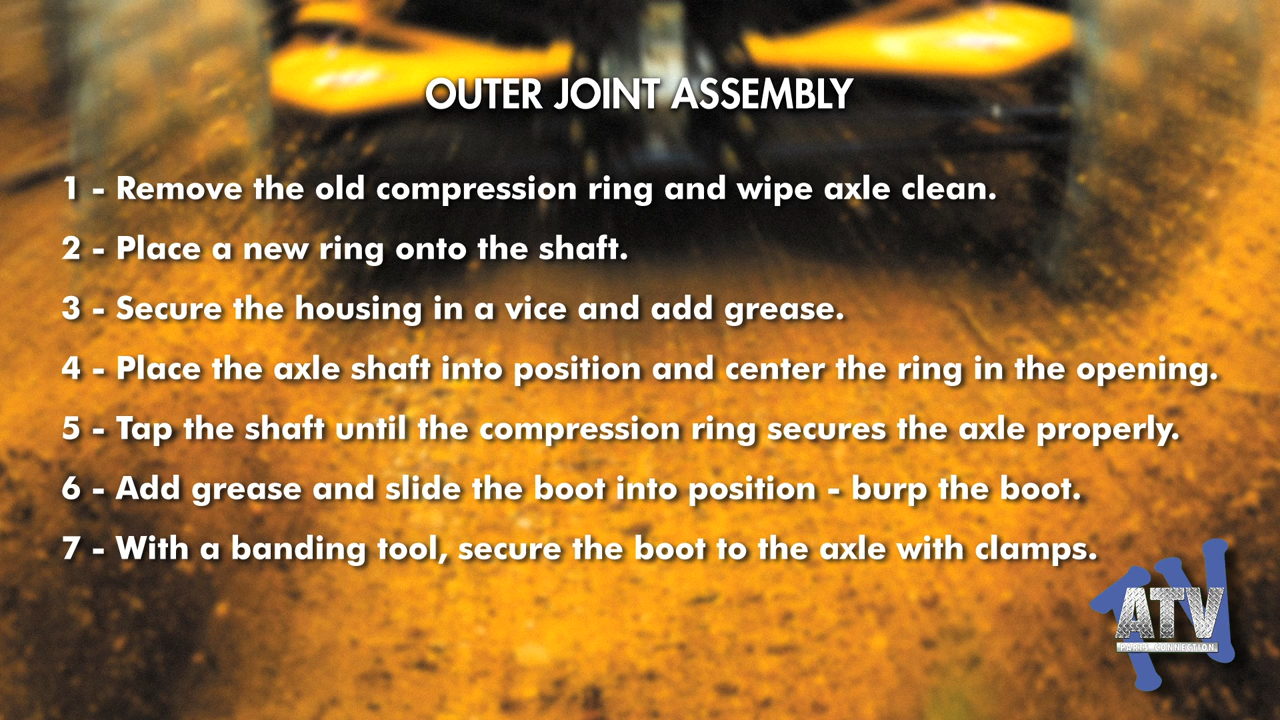 OUTER JOINT ASSEMBLY
1 - Remove the old compression ring and wipe axle clean.
2 - Place a new ring onto the shaft.
3 - Secure the housing in a vice and add grease.
4 - Place the axle shaft into position and center the ring in the opening.
5 - Tap the shaft until the compression ring secures the axle properly.
6 - Add grease and slide the boot into position - burp the boot.
7 - With a banding tool, secure the boot to the axle with clamps.
ATV
PARTS CONNECTION